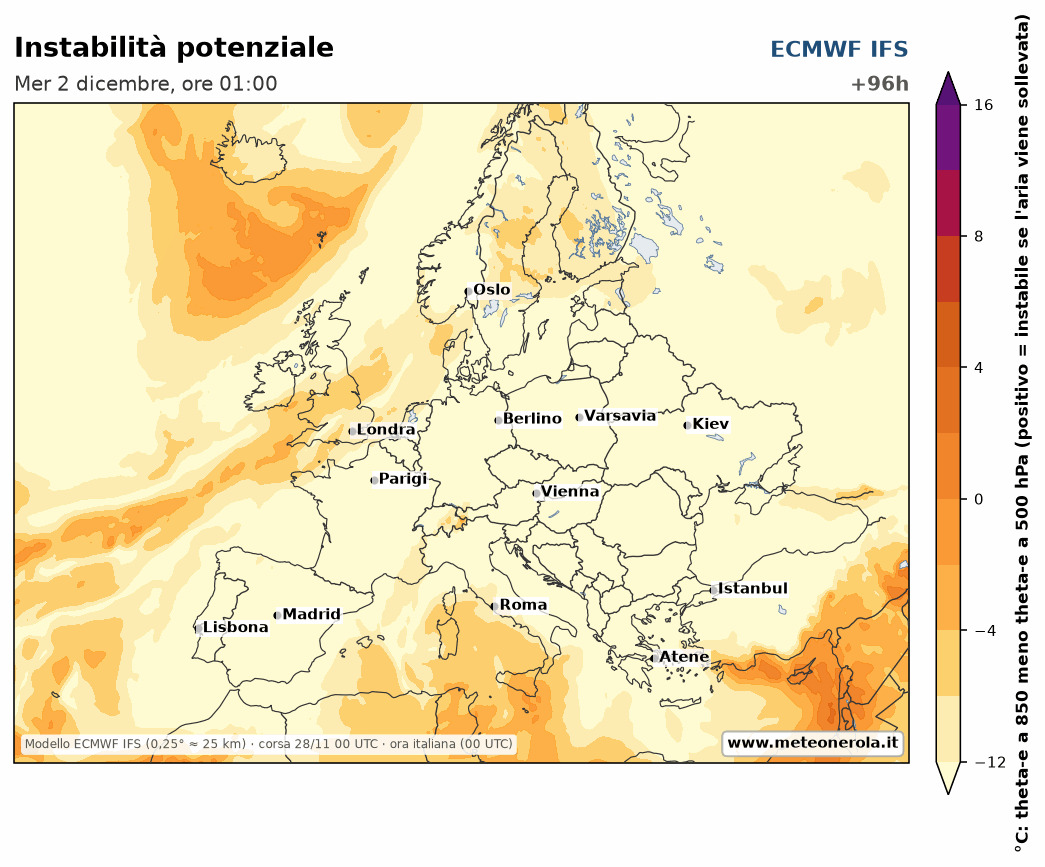 Instabilità potenziale
ECMWF IFS
Mer 2 dicembre, ore 01:00
+96h
Oslo
Berlino
Varsavia
Kiev
Londra
Parigi
Vienna
Istanbul
Roma
Madrid
Lisbona
Atene
Modello ECMWF IFS (0,25° ≈ 25 km) · corsa 28/11 00 UTC · ora italiana (00 UTC)
www.meteonerola.it
16
8
4
0
−4
−12
°C: theta-e a 850 meno theta-e a 500 hPa (positivo = instabile se l'aria viene sollevata)